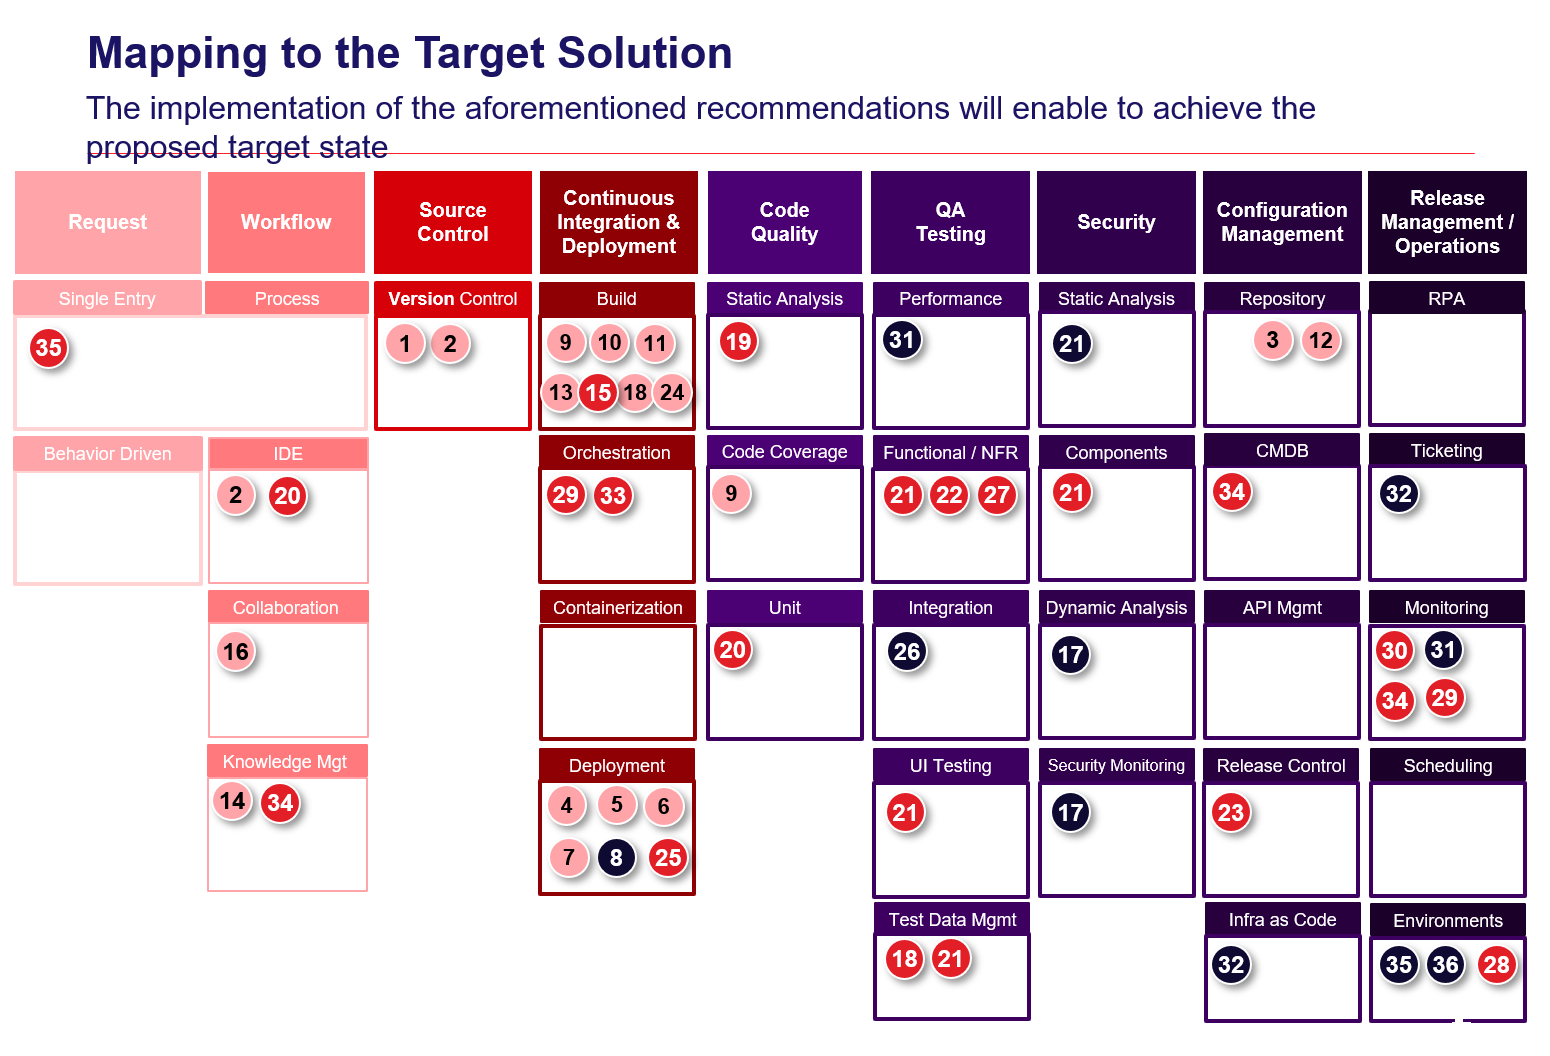 Mapping to the Target Solution
The implementation of the aforementioned recommendations will enable to achieve the
proposed target state
Request
Workflow
Source
Control
Continuous
Integration &
Deployment
Code
Quality
QA
Testing
Security
Configuration
Management
Release
Management /
Operations
Single Entry
Process
Version Control
Build
Static Analysis
Performance
Static Analysis
Repository
RPA
35
1 2
9 10 11
13 15 18 24
19
31
21
3 12
Behavior Driven
IDE
Orchestration
Code Coverage
Functional / NFR
Components
CMDB
Ticketing
2 20
29 33
9
21 22 27
21
34
32
Collaboration
Containerization
Unit
Integration
Dynamic Analysis
API Mgmt
Monitoring
16
20
26
17
30 31
34 29
Knowledge Mgt
Deployment
UI Testing
Security Monitoring
Release Control
Scheduling
14 34
4 5 6
7 8 25
21
17
23
Test Data Mgmt
Infra as Code
Environments
18 21
32
35 36 28